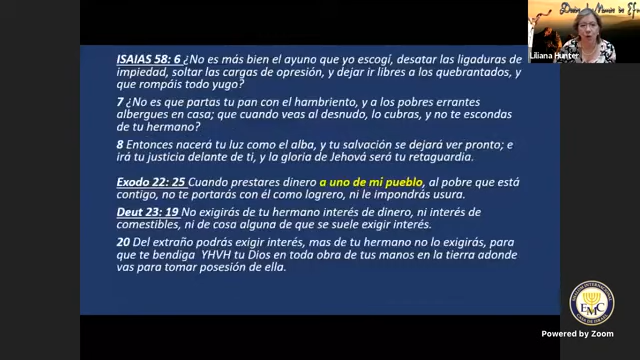 ISAIAS 58: 6 ¿No es más bien el ayuno que yo escogí, desatar las ligaduras de
impiedad, soltar las cargas de opresión, y dejar ir libres a los quebrantados, y
que rompáis todo yugo?
7 ¿No es que partas tu pan con el hambriento, y a los pobres errantes
albergues en casa; que cuando veas al desnudo, lo cubras, y no te escondas
de tu hermano?
8 Entonces nacerá tu luz como el alba, y tu salvación se dejará ver pronto; e
irá tu justicia delante de ti, y la gloria de Jehová será tu retaguardia.
Exodo 22: 25 Cuando prestares dinero a uno de mi pueblo, al pobre que está
contigo, no te portarás con él como logrero, ni le impondrás usura.
Deut 23: 19 No exigirás de tu hermano interés de dinero, ni interés de
comestibles, ni de cosa alguna de que se suele exigir interés.
20 Del extraño podrás exigir interés, mas de tu hermano no lo exigirás, para
que te bendiga YHVH tu Dios en toda obra de tus manos en la tierra adonde
vas para tomar posesión de ella.
Liliana Hunter
EMC
Powered by Zoom